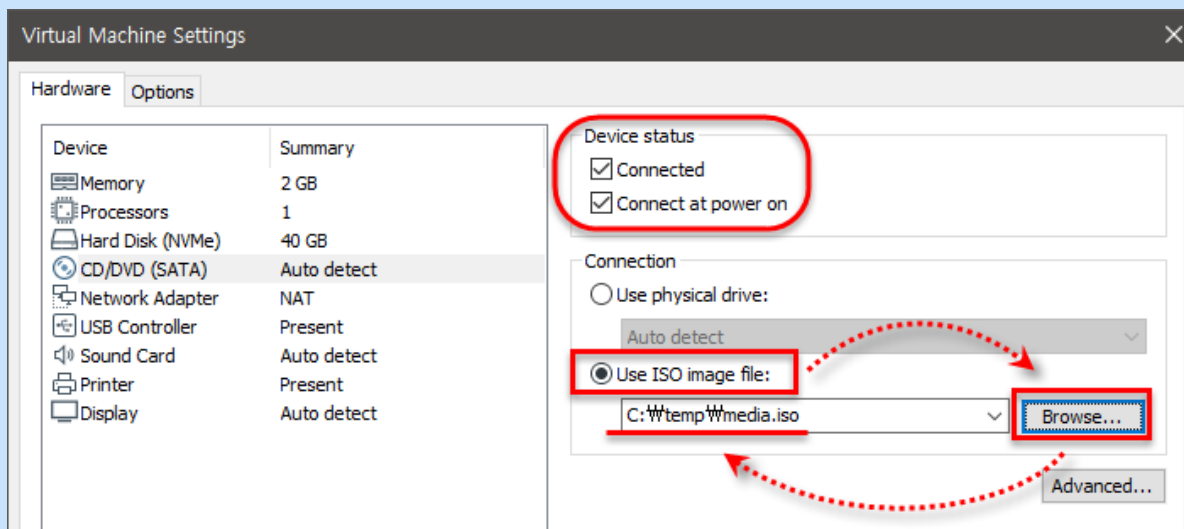 Virtual Machine Settings
Hardware Options
Device Summary
Memory 2 GB
Processors 1
Hard Disk (NVMe) 40 GB
CD/DVD (SATA) Auto detect
Network Adapter NAT
USB Controller Present
Sound Card Auto detect
Printer Present
Display Auto detect
Device status
Connected
Connect at power on
Connection
Use physical drive:
Auto detect
Use ISO image file:
C:₩temp₩media.iso
Browse...
Advanced...